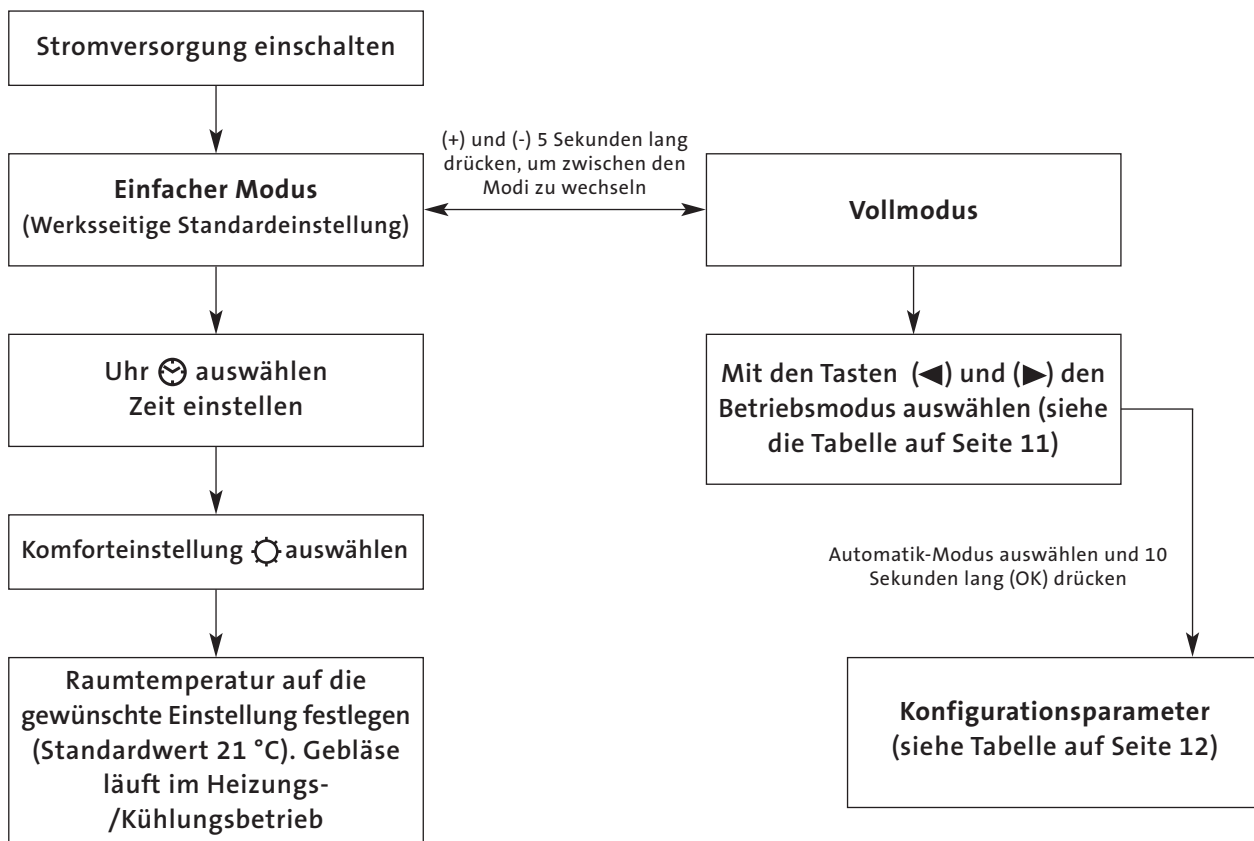 Stromversorgung einschalten
(+) und (-) 5 Sekunden lang
drücken, um zwischen den
Modi zu wechseln
Einfacher Modus
(Werksseitige Standardeinstellung)
Vollmodus
Uhr auswählen
Zeit einstellen
Mit den Tasten (◀) und (▶) den
Betriebsmodus auswählen (siehe
die Tabelle auf Seite 11)
Komforteinstellung auswählen
Automatik-Modus auswählen und 10
Sekunden lang (OK) drücken
Raumtemperatur auf die
gewünschte Einstellung festlegen
(Standardwert 21 °C). Gebläse
läuft im Heizungs-
/Kühlungsbetrieb
Konfigurationsparameter
(siehe Tabelle auf Seite 12)